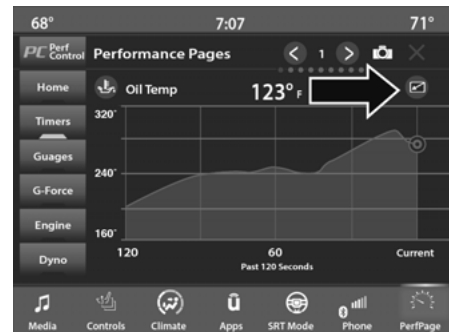 68° 7:07 71°
PC Perf Control Performance Pages 1
Home Oil Temp 123° F
Timers 320°
Guages 240°
G-Force
Engine 160°
Dyno 120 60 Current
Past 120 Seconds
Media Controls Climate Apps SRT Mode Phone PerfPage